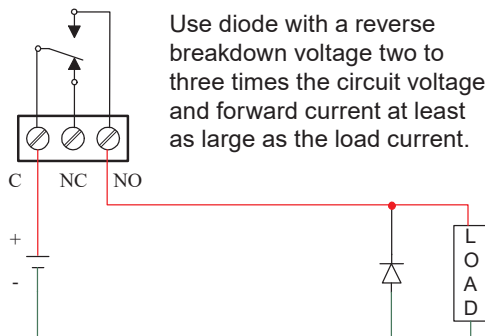 Use diode with a reverse
breakdown voltage two to
three times the circuit voltage
and forward current at least
as large as the load current.
C NC NO
+
-
L
O
A
D